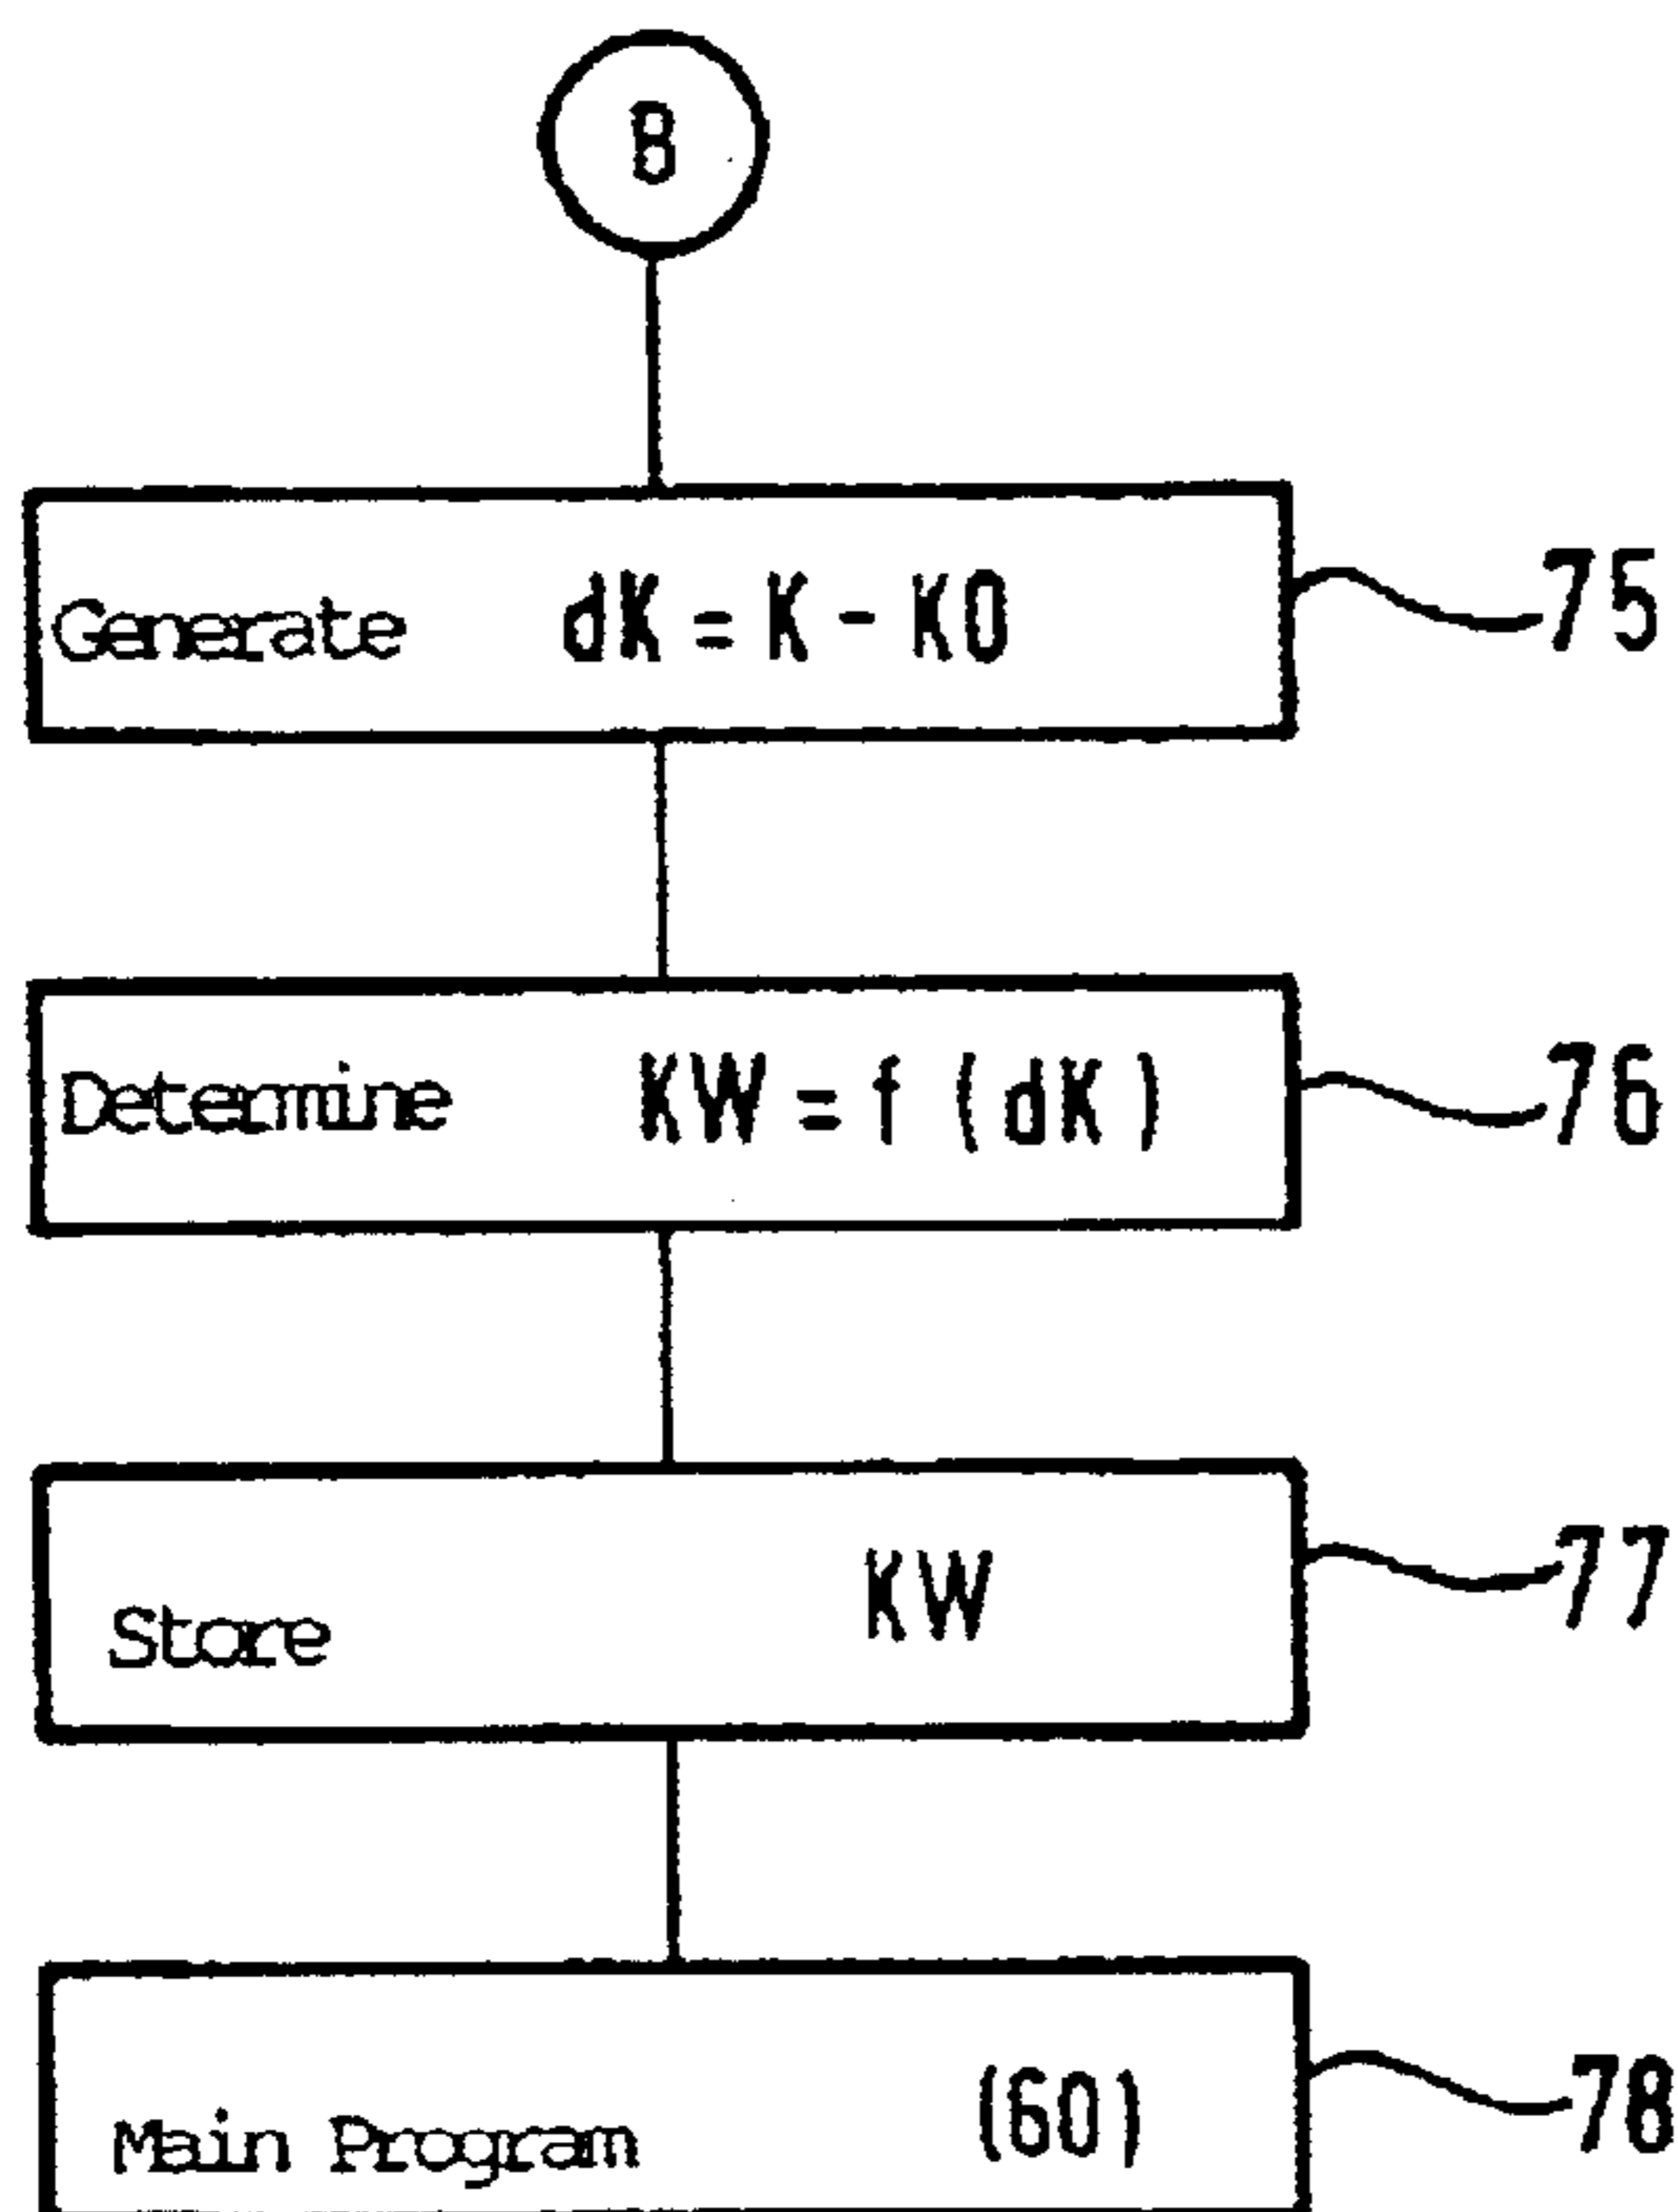 B
Generate dK = K - K0 75
Determine KW = f ( dK ) 76
Store KW 77
Main Program (60) 78